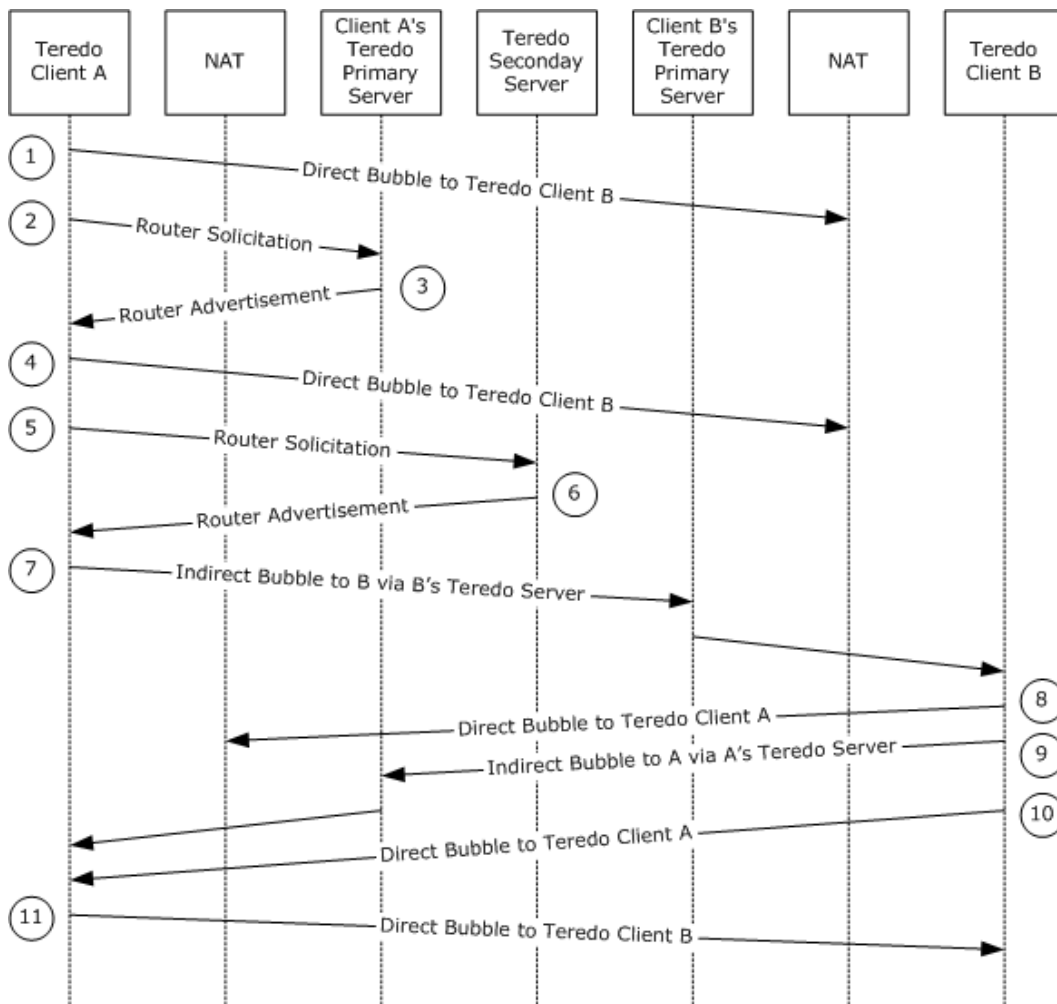 Teredo
Client A
NAT
Client A's
Teredo
Primary
Server
Teredo
Seconday
Server
Client B's
Teredo
Primary
Server
NAT
Teredo
Client B
1
Direct Bubble to Teredo Client B
2
Router Solicitation
3
Router Advertisement
4
Direct Bubble to Teredo Client B
5
Router Solicitation
6
Router Advertisement
7
Indirect Bubble to B via B's Teredo Server
8
Direct Bubble to Teredo Client A
9
Indirect Bubble to A via A's Teredo Server
10
Direct Bubble to Teredo Client A
11
Direct Bubble to Teredo Client B